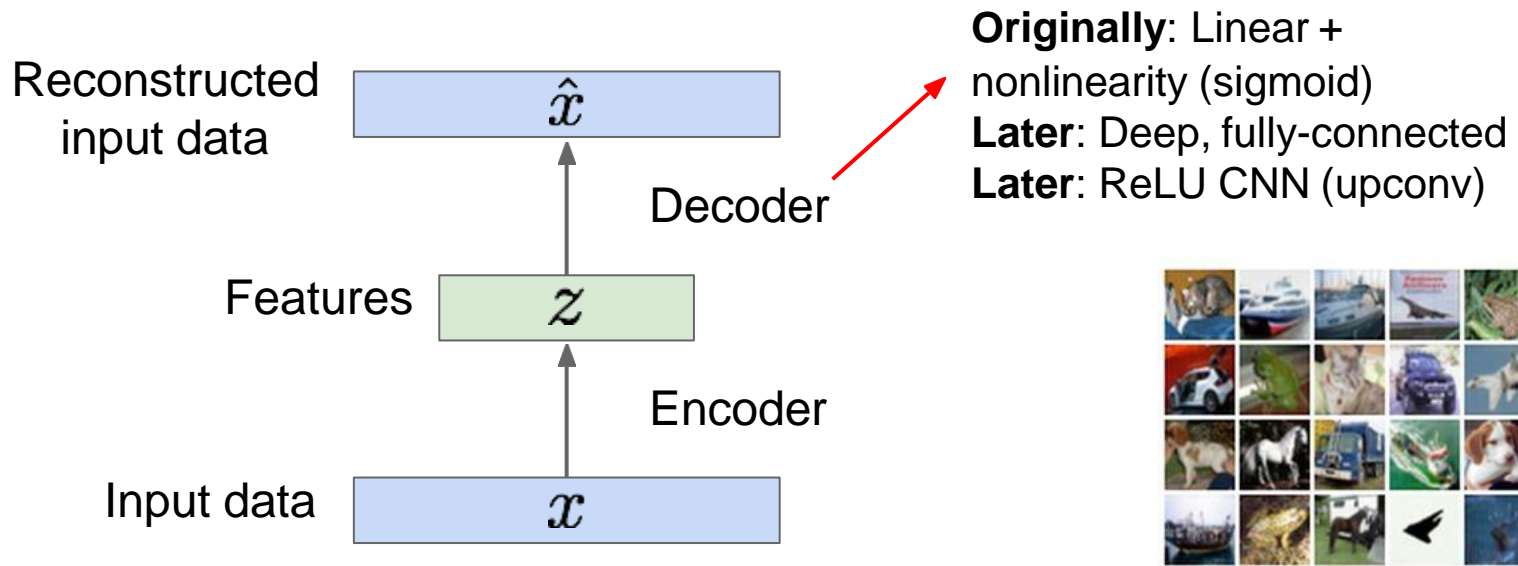 Originally: Linear +
nonlinearity (sigmoid)
Later: Deep, fully-connected
Later: ReLU CNN (upconv)
Reconstructed
input data
x̂
Decoder
Features
z
Encoder
Input data
x